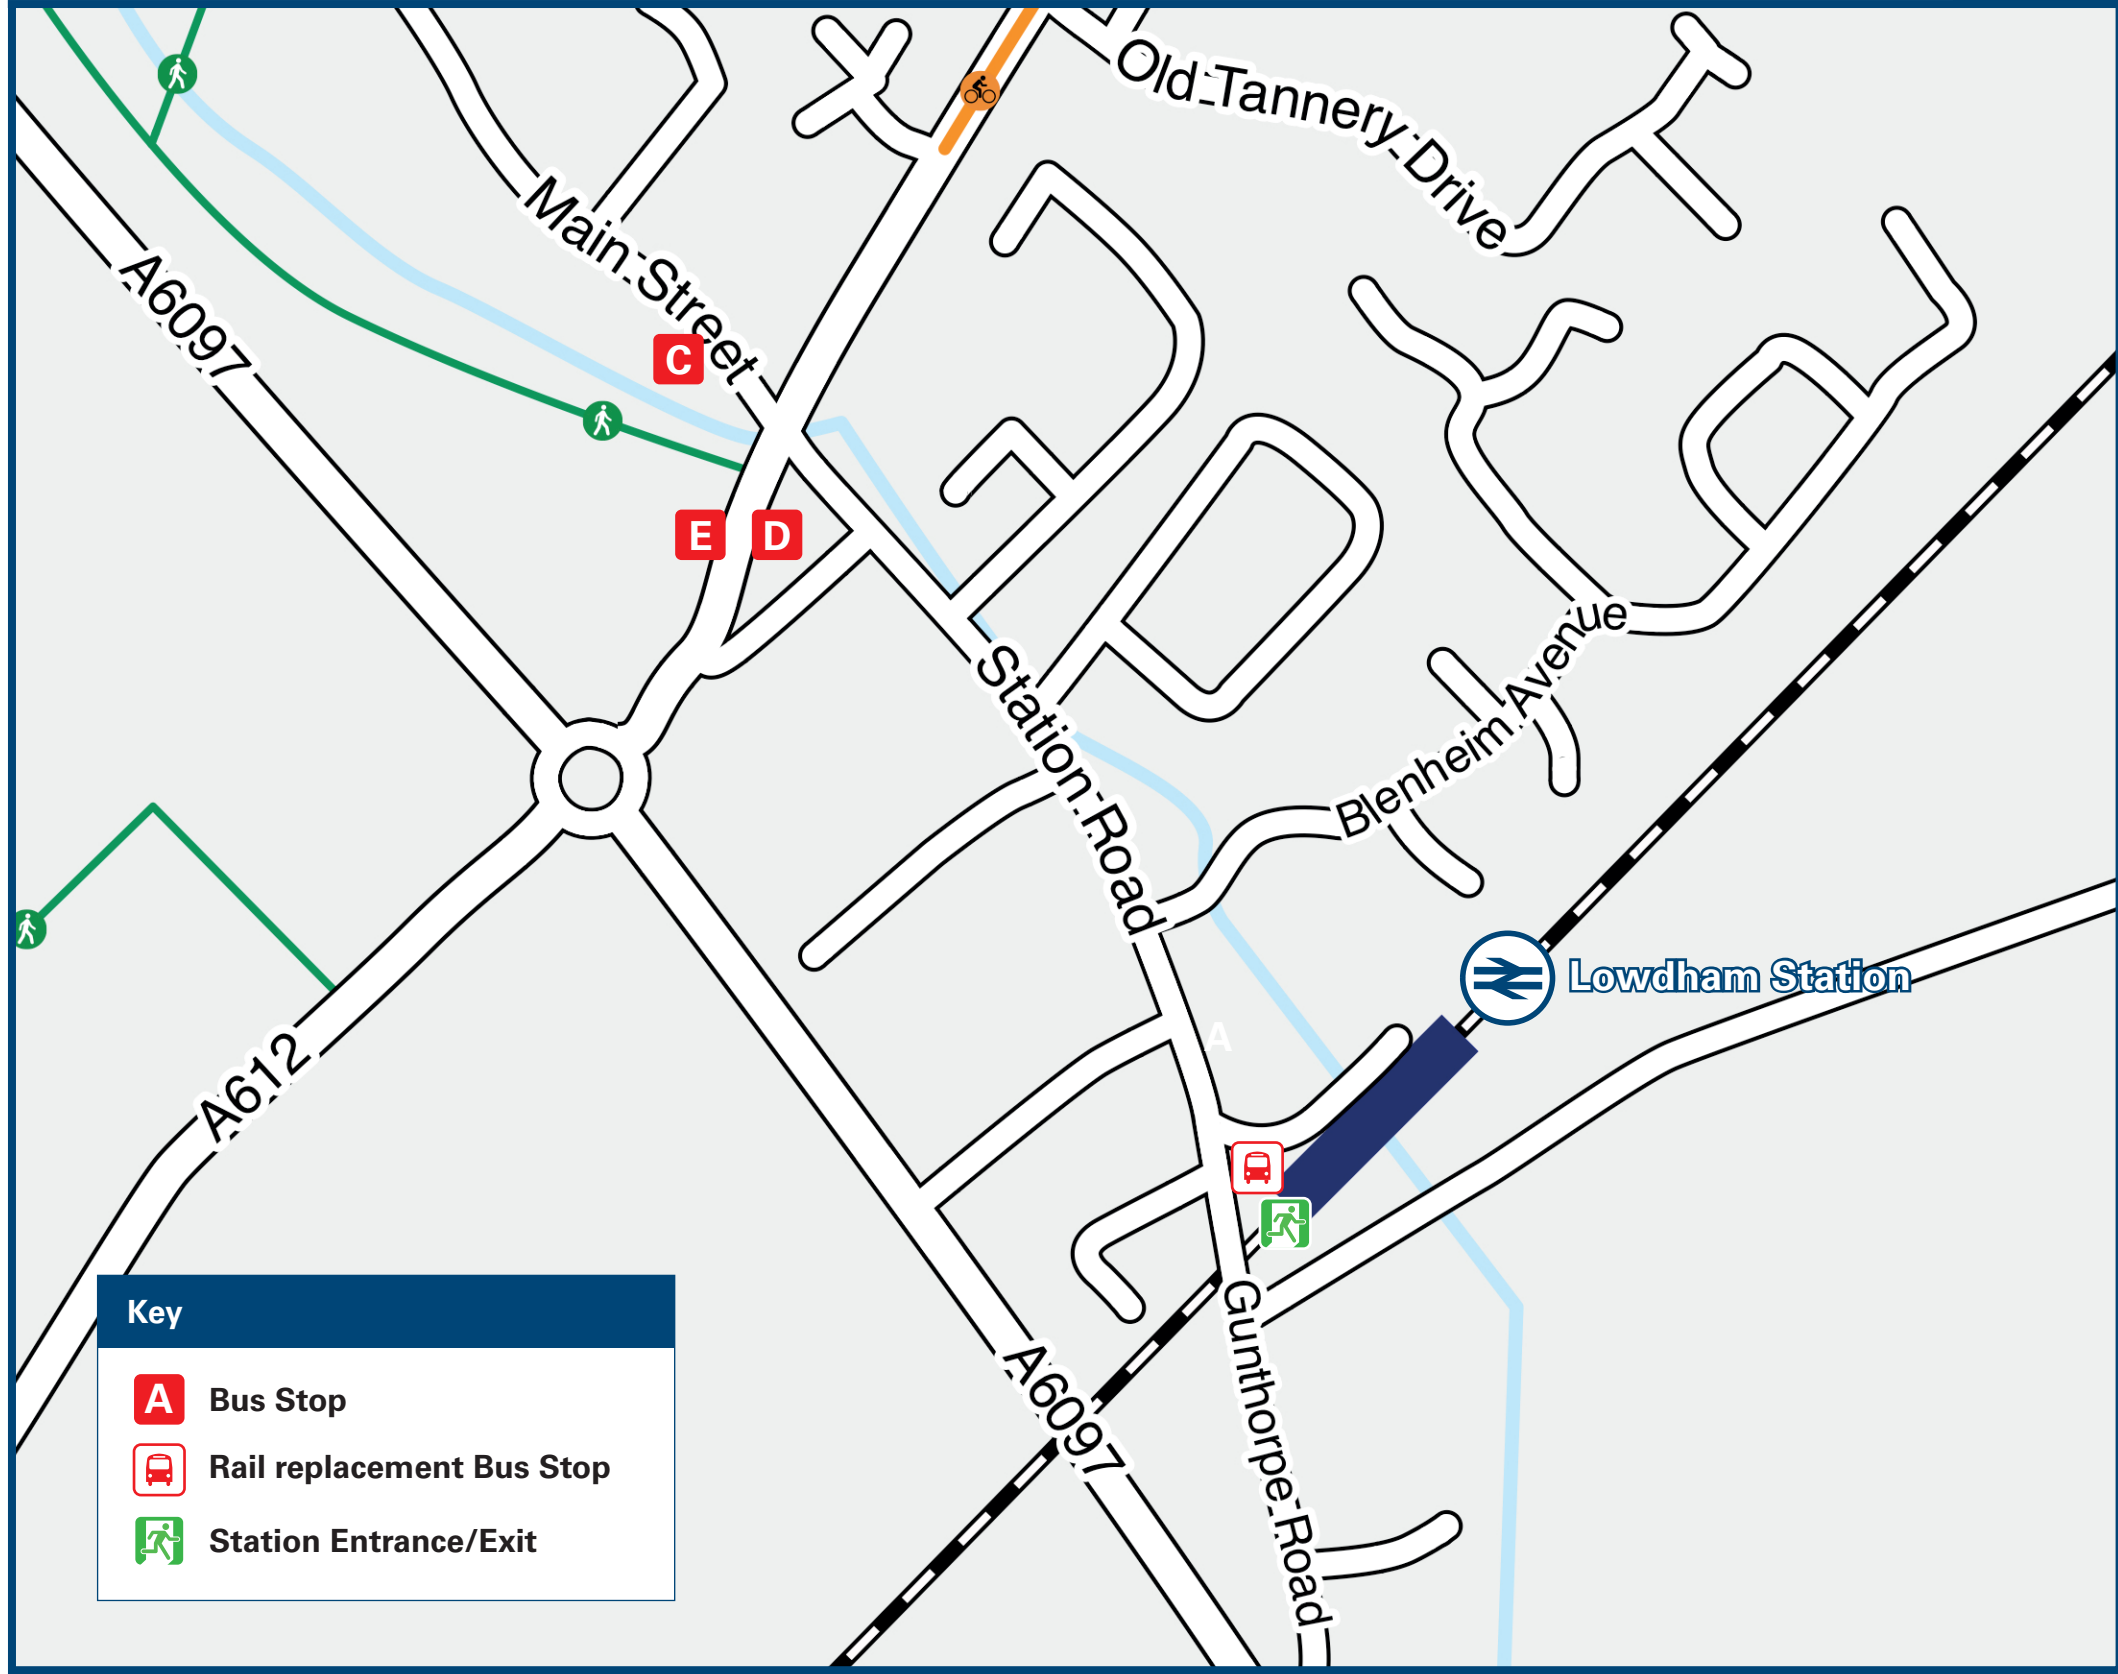 Old Tannery Drive
Main Street
A6097
C
E
D
Station Road
Blenheim Avenue
Lowdham Station
A
A612
Gunthorpe Road
A6097
Key
A Bus Stop
Rail replacement Bus Stop
Station Entrance/Exit